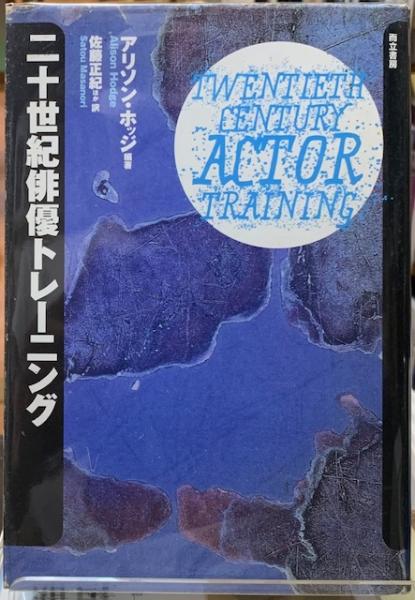 二十世紀俳優トレーニング
アリソン・ホッジ 編著
Alison Hodge
佐藤正紀 ほか 訳
Satou Masanori
TWENTIETH
CENTURY
ACTOR
TRAINING
而立書房